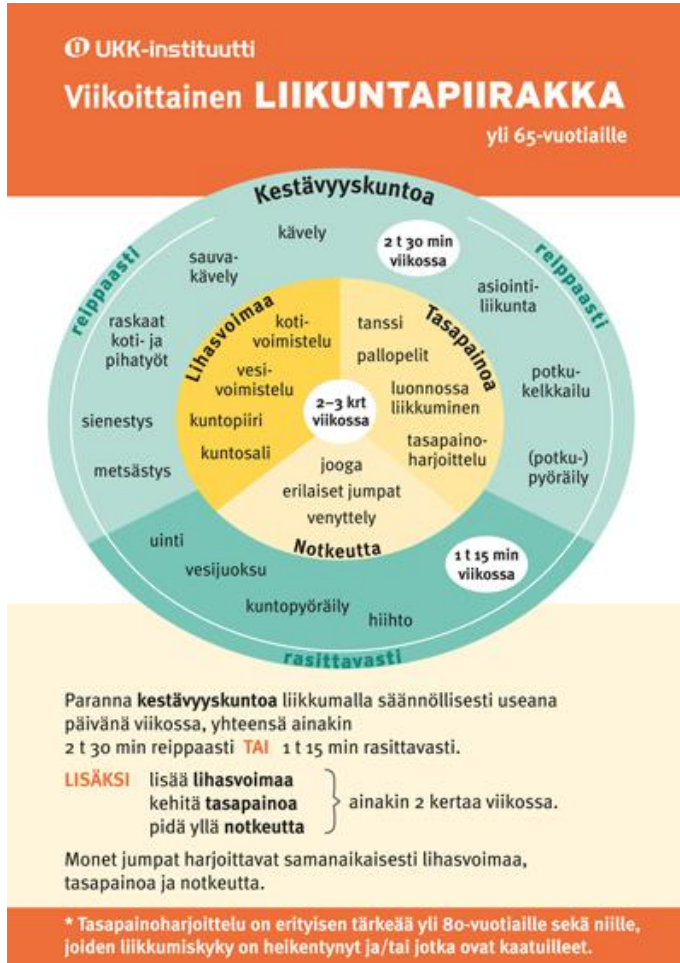 UKK-instituutti
Viikoittainen LIIKUNTAPIIRAKKA
yli 65-vuotiaille
Kestävyyskuntoa
kävely
2 t 30 min
viikossa
sauva-
kävely
reippaasti
reippaasti
asiointi-
liikunta
raskaat
koti- ja
pihatyöt
potku-
kelkkailu
sienestys
metsästys
(potku-)
pyöräily
Lihasvoimaa
koti-
voimistelu
vesi-
voimistelu
kuntopiiri
kuntosali
Tasapainoa
tanssi
pallopelit
luonnossa
liikkuminen
tasapaino-
harjoittelu
2–3 krt
viikossa
jooga
erilaiset jumpat
venyttely
Notkeutta
uinti
vesijuoksu
kuntopyöräily
hiihto
1 t 15 min
viikossa
rasittavasti
Paranna kestävyyskuntoa liikkumalla säännöllisesti useana
päivänä viikossa, yhteensä ainakin
2 t 30 min reippaasti TAI 1 t 15 min rasittavasti.
LISÄKSI lisää lihasvoimaa
kehitä tasapainoa
pidä yllä notkeutta
ainakin 2 kertaa viikossa.
Monet jumpat harjoittavat samanaikaisesti lihasvoimaa,
tasapainoa ja notkeutta.
* Tasapainoharjoittelu on erityisen tärkeää yli 80-vuotiaille sekä niille,
joiden liikkumiskyky on heikentynyt ja/tai jotka ovat kaatuilleet.